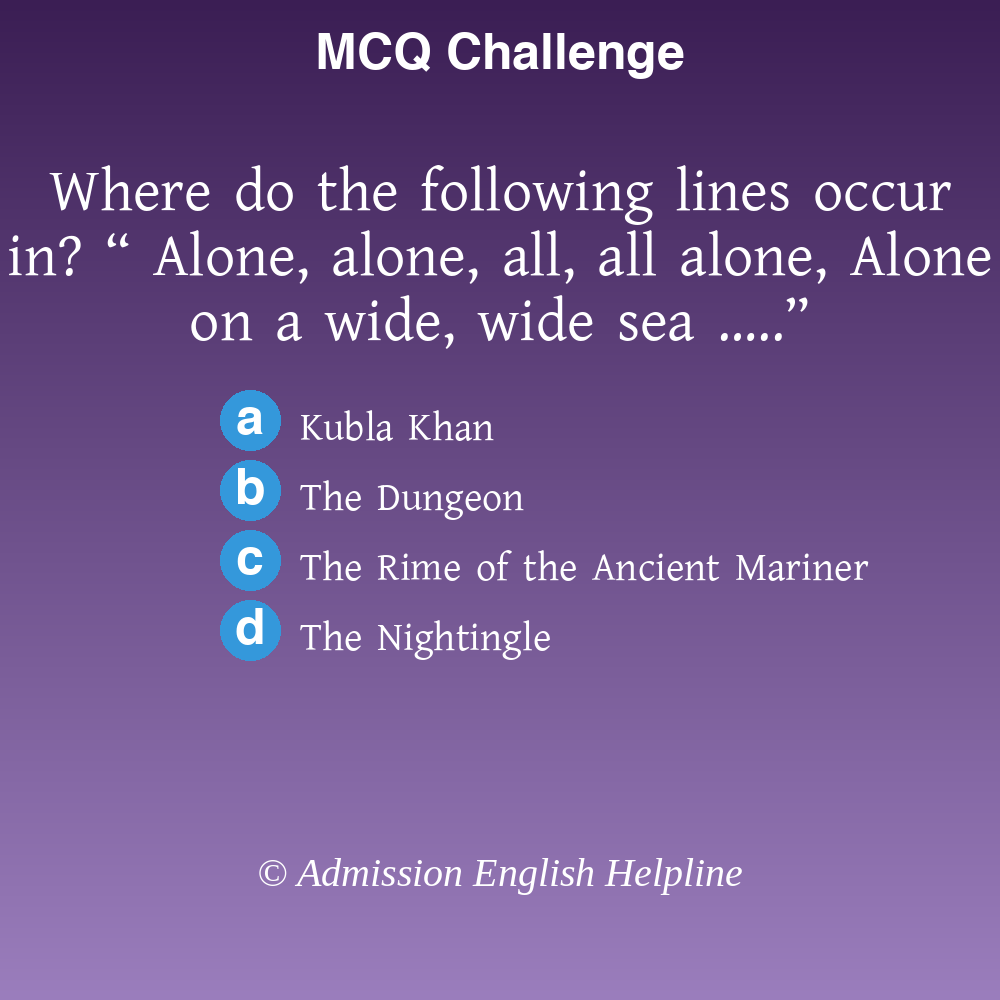 MCQ Challenge
Where do the following lines occur
in? “ Alone, alone, all, all alone, Alone
on a wide, wide sea .....”
a Kubla Khan
b The Dungeon
c The Rime of the Ancient Mariner
d The Nightingle
© Admission English Helpline